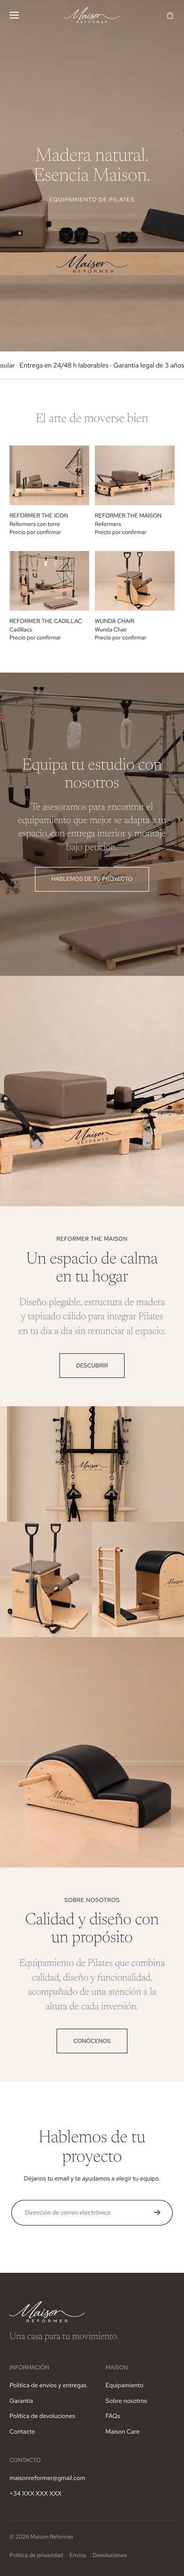 Maison
REFORMER
Madera natural.
Esencia Maison.
EQUIPAMIENTO DE PILATES
Maison
REFORMER
sular · Entrega en 24/48 h laborables · Garantía legal de 3 años
El arte de moverse bien
REFORMER THE ICON
Reformers con torre
Precio por confirmar
REFORMER THE MAISON
Reformers
Precio por confirmar
REFORMER THE CADILLAC
Cadillacs
Precio por confirmar
WUNDA CHAIR
Wunda Chair
Precio por confirmar
Equipa tu estudio con
nosotros
Te asesoramos para encontrar el
equipamiento que mejor se adapta a tu
espacio, con entrega interior y montaje
bajo petición.
HABLEMOS DE TU PROYECTO
Maison
REFORMER
REFORMER THE MAISON
Un espacio de calma
en tu hogar
Diseño plegable, estructura de madera
y tapizado cálido para integrar Pilates
en tu día a día sin renunciar al espacio.
DESCUBRIR
Maison
Maison
Maison
Maison
SOBRE NOSOTROS
Calidad y diseño con
un propósito
Equipamiento de Pilates que combina
calidad, diseño y funcionalidad,
acompañado de una atención a la
altura de cada inversión.
CONÓCENOS
Hablemos de tu
proyecto
Déjanos tu email y te ayudamos a elegir tu equipo.
Dirección de correo electrónico
Maison
REFORMER
Una casa para tu movimiento.
INFORMACIÓN
Política de envíos y entregas
Garantía
Política de devoluciones
Contacto
MAISON
Equipamiento
Sobre nosotros
FAQs
Maison Care
CONTACTO
maisonreformer@gmail.com
+34 XXX XXX XXX
© 2026 Maison Reformer
Política de privacidad Envíos Devoluciones